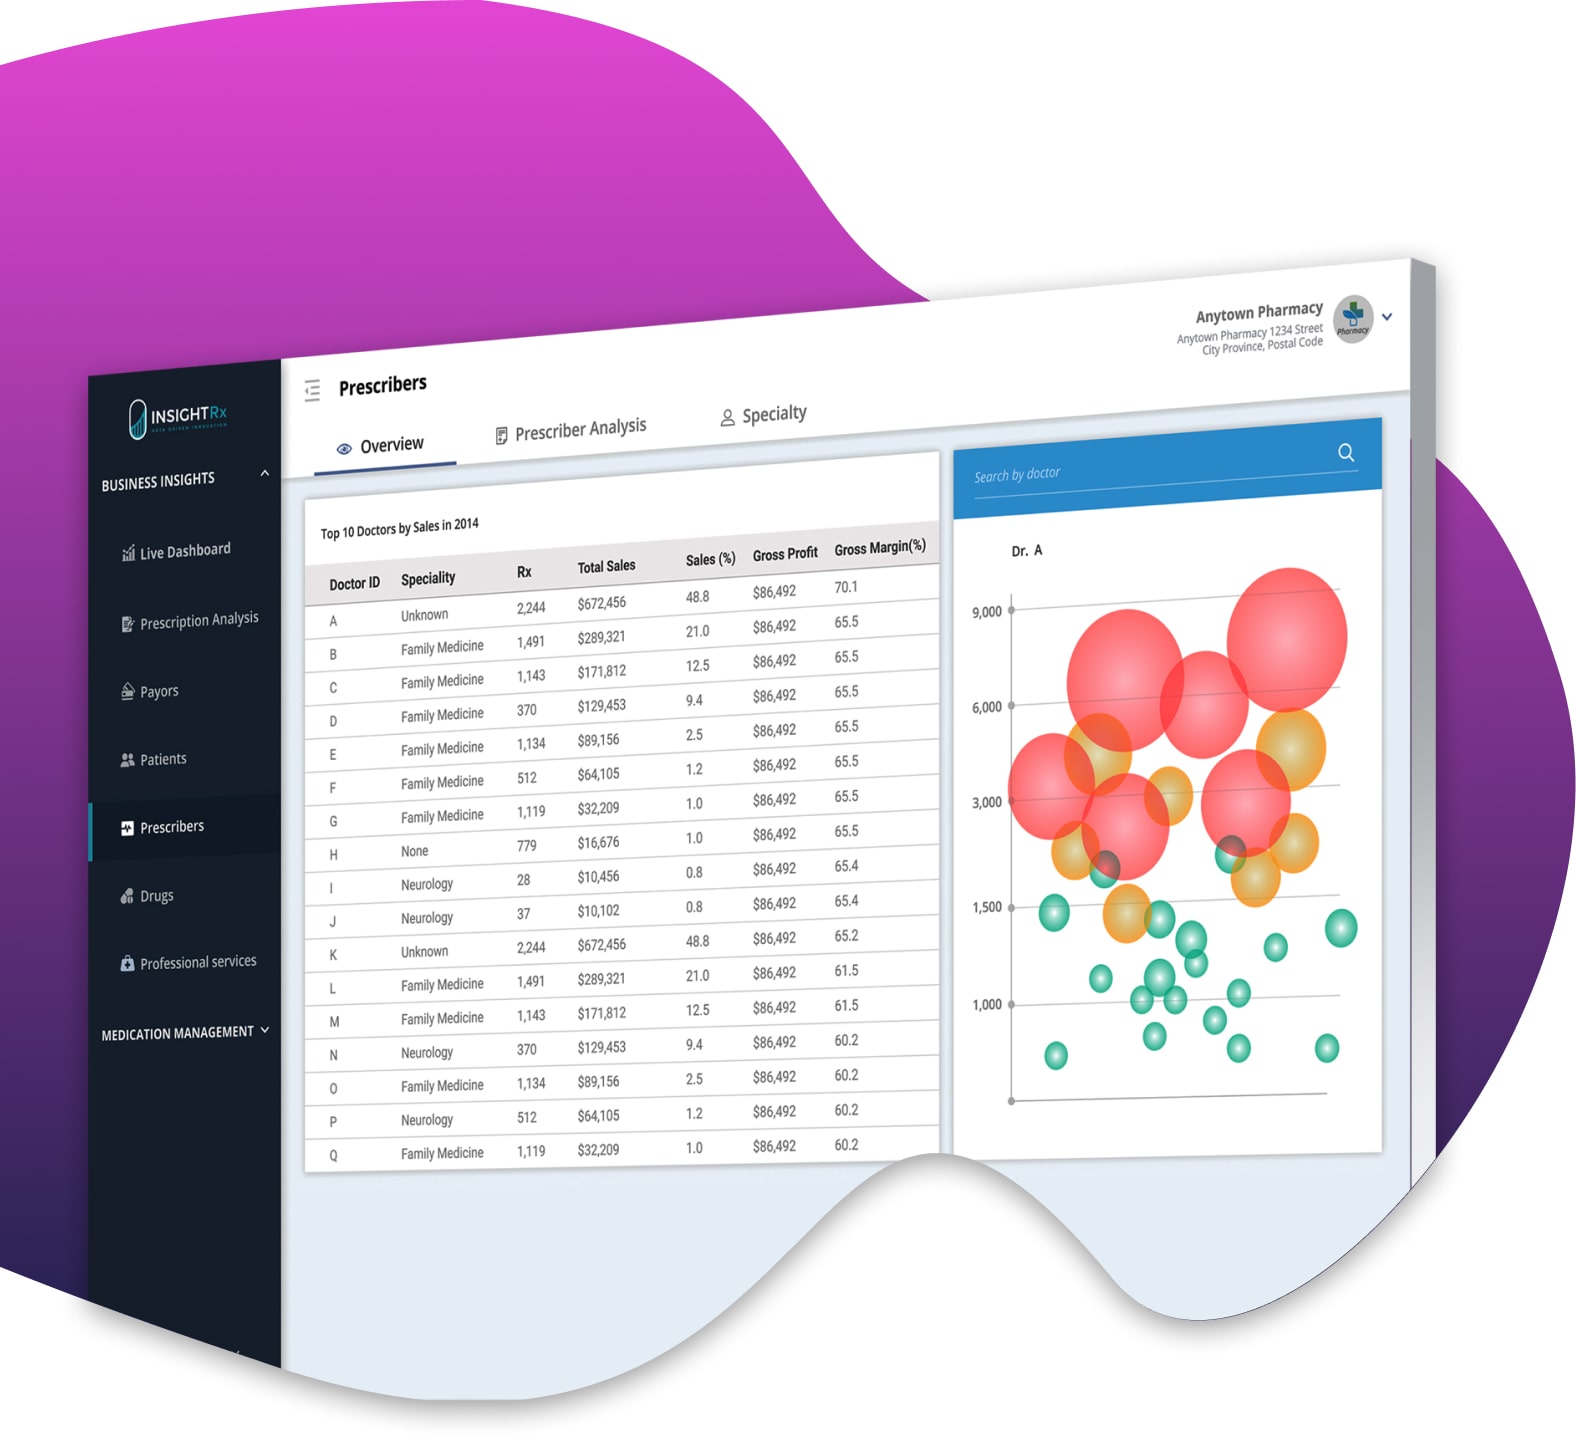 Anytown Pharmacy
Anytown Pharmacy 1234 Street
City Province, Postal Code
Pharmacy
INSIGHTRx
DATA DRIVEN INNOVATION
BUSINESS INSIGHTS
Live Dashboard
Prescription Analysis
Payors
Patients
Prescribers
Drugs
Professional services
MEDICATION MANAGEMENT
Prescribers
Overview Prescriber Analysis Specialty
Top 10 Doctors by Sales in 2014
Doctor ID Speciality Rx Total Sales Sales (%) Gross Profit Gross Margin(%)
A Unknown 2,244 $672,456 48.8 $86,492 70.1
B Family Medicine 1,491 $289,321 21.0 $86,492 65.5
C Family Medicine 1,143 $171,812 12.5 $86,492 65.5
D Family Medicine 370 $129,453 9.4 $86,492 65.5
E Family Medicine 1,134 $89,156 2.5 $86,492 65.5
F Family Medicine 512 $64,105 1.2 $86,492 65.5
G Family Medicine 1,119 $32,209 1.0 $86,492 65.5
H None 779 $16,676 1.0 $86,492 65.5
I Neurology 28 $10,456 0.8 $86,492 65.4
J Neurology 37 $10,102 0.8 $86,492 65.4
K Unknown 2,244 $672,456 48.8 $86,492 65.2
L Family Medicine 1,491 $289,321 21.0 $86,492 61.5
M Family Medicine 1,143 $171,812 12.5 $86,492 61.5
N Neurology 370 $129,453 9.4 $86,492 60.2
O Family Medicine 1,134 $89,156 2.5 $86,492 60.2
P Neurology 512 $64,105 1.2 $86,492 60.2
Q Family Medicine 1,119 $32,209 1.0 $86,492 60.2
Search by doctor
Dr. A
9,000
6,000
3,000
1,500
1,000